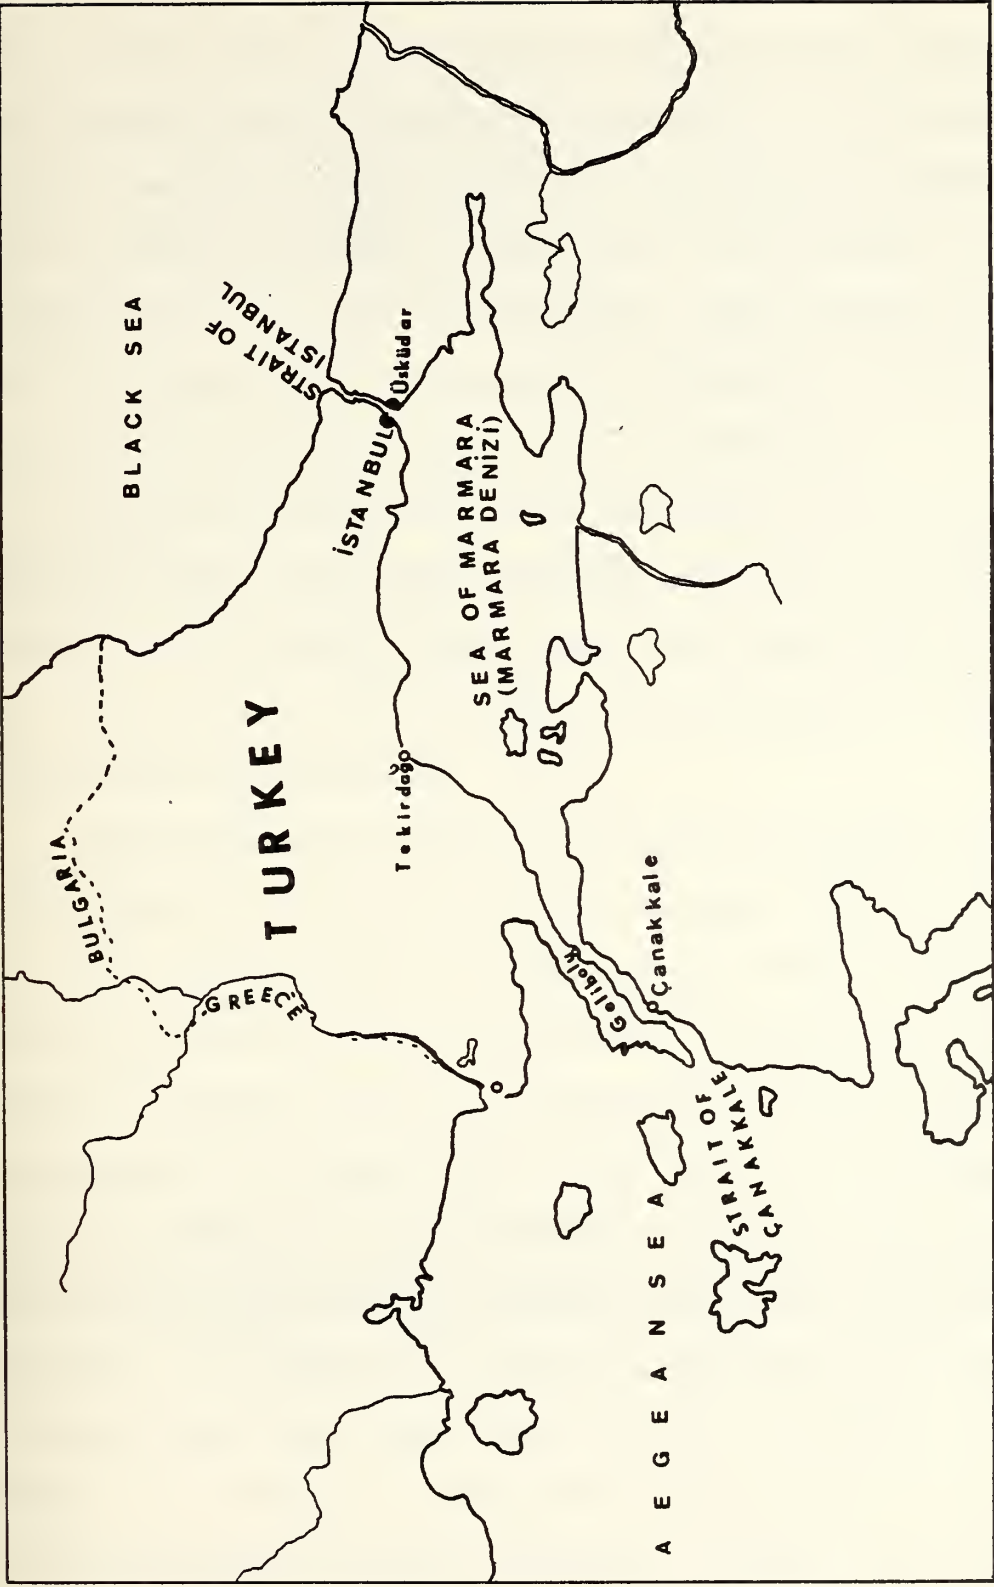 BLACK SEA
STRAIT OF
ISTANBUL
BULGARIA
TURKEY
GREECE
İSTANBUL
Üsküdar
Tekirdağ
SEA OF MARMARA
(MARMARA DENİZİ)
Gelibolu
Çanakkale
STRAIT OF
ÇANAKKALE
AEGEAN SEA